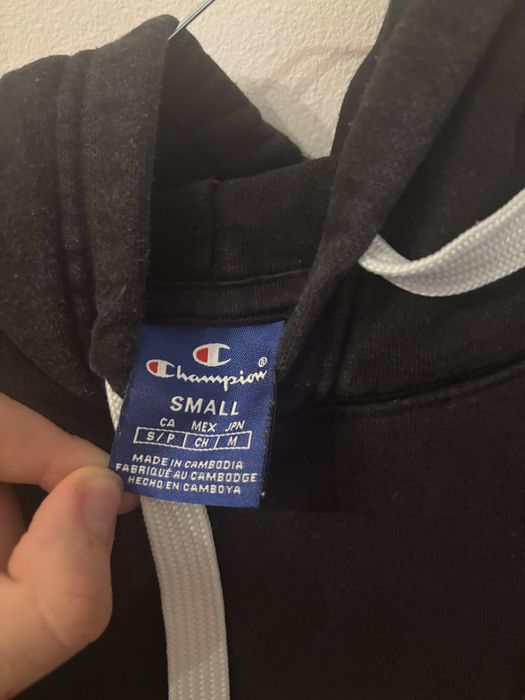 Champion®
SMALL
CA MEX JPN
S/P CH M
MADE IN CAMBODIA
FABRIQUÉ AU CAMBODGE
HECHO EN CAMBOYA